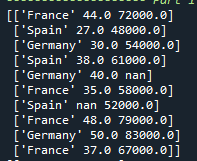 [['France' 44.0 72000.0]
['Spain' 27.0 48000.0]
['Germany' 30.0 54000.0]
['Spain' 38.0 61000.0]
['Germany' 40.0 nan]
['France' 35.0 58000.0]
['Spain' nan 52000.0]
['France' 48.0 79000.0]
['Germany' 50.0 83000.0]
['France' 37.0 67000.0]]